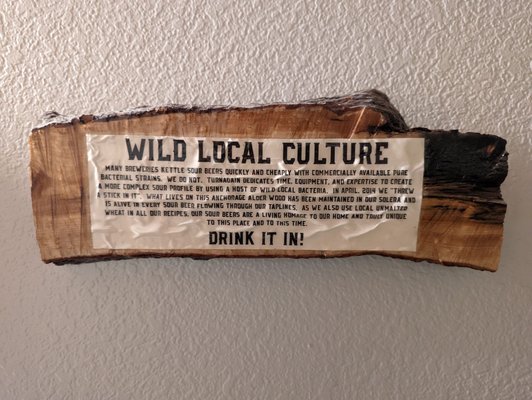 WILD LOCAL CULTURE
MANY BREWERIES KETTLE SOUR BEERS QUICKLY AND CHEAPLY WITH COMMERCIALLY AVAILABLE PURE
BACTERIAL STRAINS. WE DO NOT. TURNAGAIN DEDICATES TIME, EQUIPMENT, AND EXPERTISE TO CREATE
A MORE COMPLEX SOUR PROFILE BY USING A HOST OF WILD LOCAL BACTERIA. IN APRIL, 2014 WE "THREW
A STICK IN IT". WHAT LIVES ON THIS ANCHORAGE ALDER WOOD HAS BEEN MAINTAINED IN OUR SOLERA AND
IS ALIVE IN EVERY SOUR BEER FLOWING THROUGH OUR TAPLINES. AS WE ALSO USE LOCAL UNMALTED
WHEAT IN ALL OUR RECIPES, OUR SOUR BEERS ARE A LIVING HOMAGE TO OUR HOME AND TRULY UNIQUE
TO THIS PLACE AND TO THIS TIME.
DRINK IT IN!